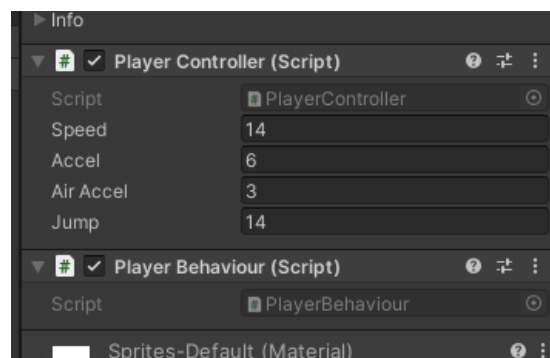 Info
Player Controller (Script)
Script PlayerController
Speed 14
Accel 6
Air Accel 3
Jump 14
Player Behaviour (Script)
Script PlayerBehaviour
Sprites-Default (Material)